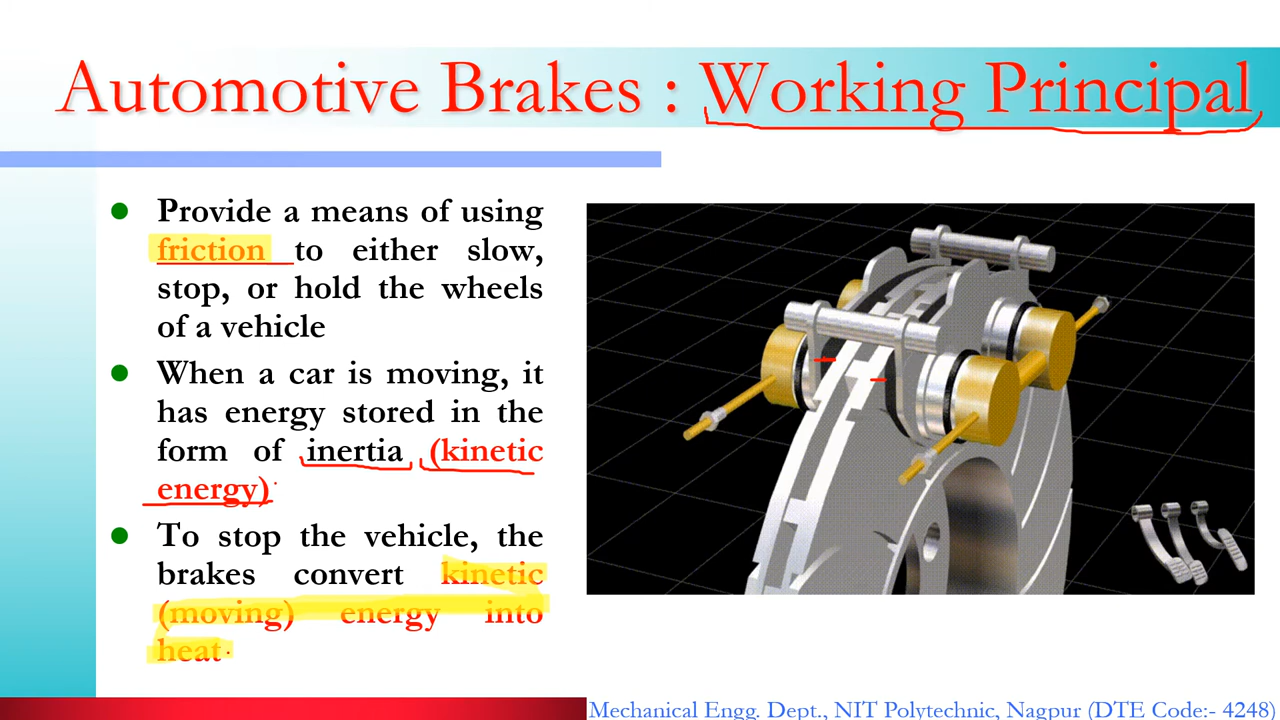 Automotive Brakes : Working Principal
Provide a means of using
friction to either slow,
stop, or hold the wheels
of a vehicle
When a car is moving, it
has energy stored in the
form of inertia (kinetic
energy)
To stop the vehicle, the
brakes convert kinetic
(moving) energy into
heat
Mechanical Engg. Dept., NIT Polytechnic, Nagpur (DTE Code:- 4248)